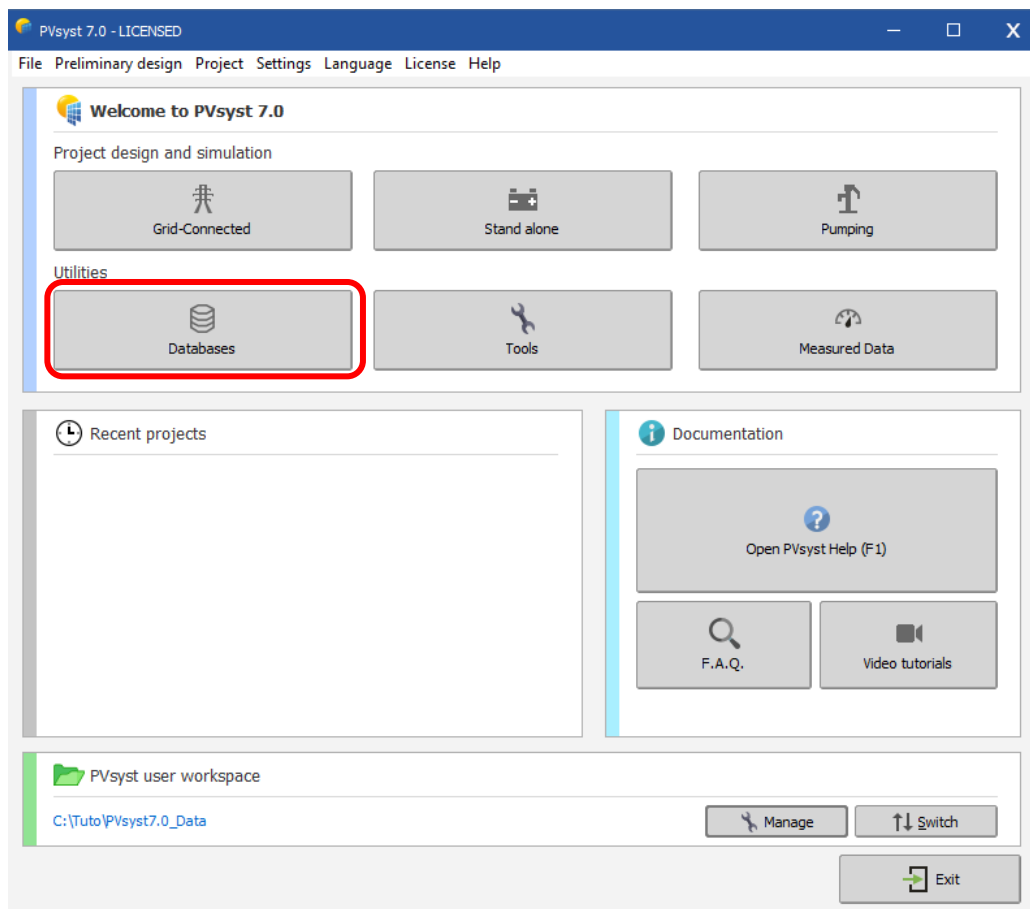 PVsyst 7.0 - LICENSED
File Preliminary design Project Settings Language License Help
Welcome to PVsyst 7.0
Project design and simulation
Grid-Connected
Stand alone
Pumping
Utilities
Databases
Tools
Measured Data
Recent projects
Documentation
Open PVsyst Help (F1)
F.A.Q.
Video tutorials
PVsyst user workspace
C:\Tuto\PVsyst7.0_Data
Manage
Switch
Exit